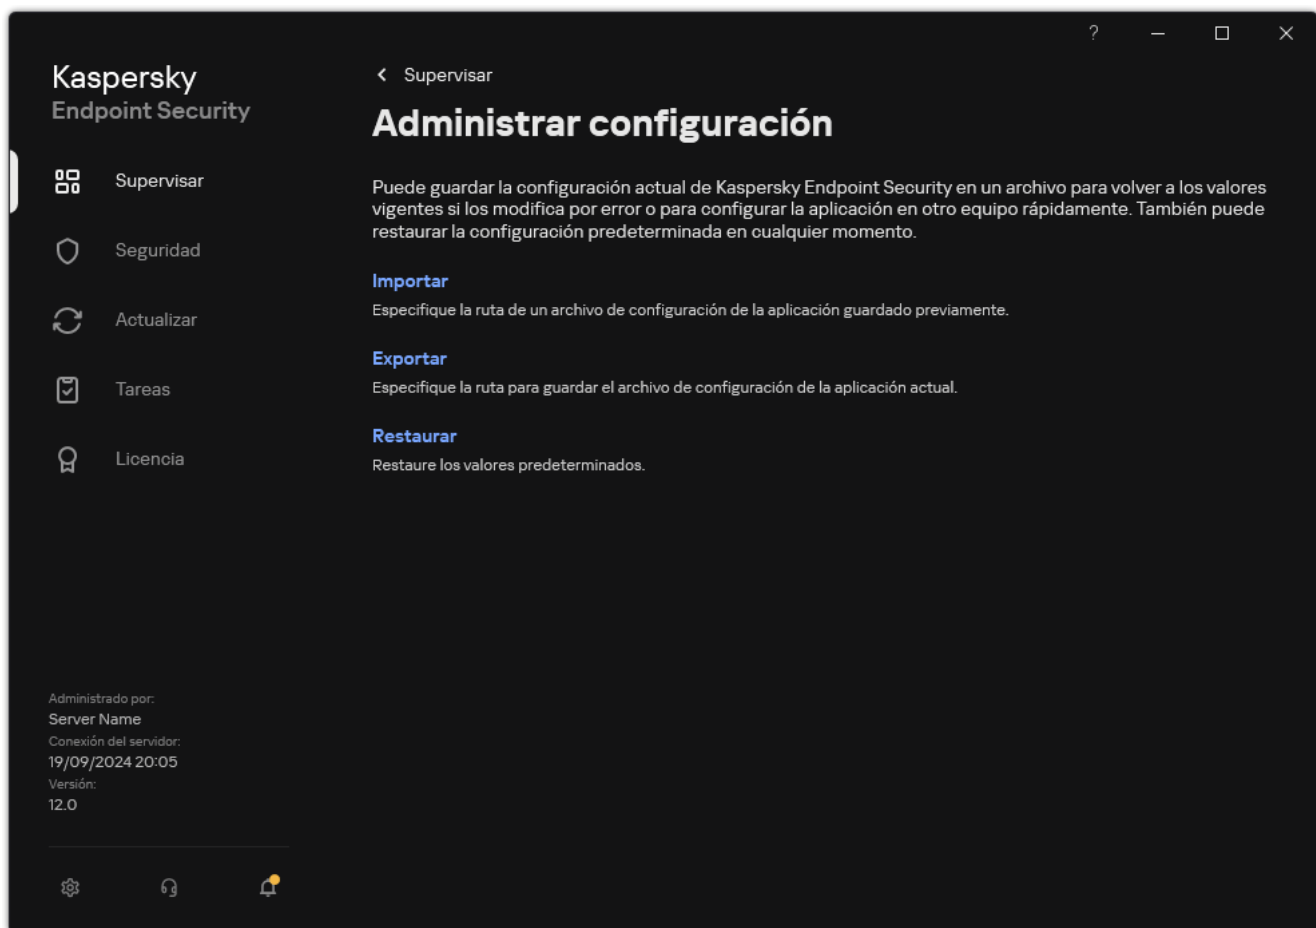 ?
Kaspersky
Endpoint Security
Supervisar
Seguridad
Actualizar
Tareas
Licencia
Administrado por:
Server Name
Conexión del servidor:
19/09/2024 20:05
Versión:
12.0
Supervisar
Administrar configuración
Puede guardar la configuración actual de Kaspersky Endpoint Security en un archivo para volver a los valores
vigentes si los modifica por error o para configurar la aplicación en otro equipo rápidamente. También puede
restaurar la configuración predeterminada en cualquier momento.
Importar
Especifique la ruta de un archivo de configuración de la aplicación guardado previamente.
Exportar
Especifique la ruta para guardar el archivo de configuración de la aplicación actual.
Restaurar
Restaure los valores predeterminados.